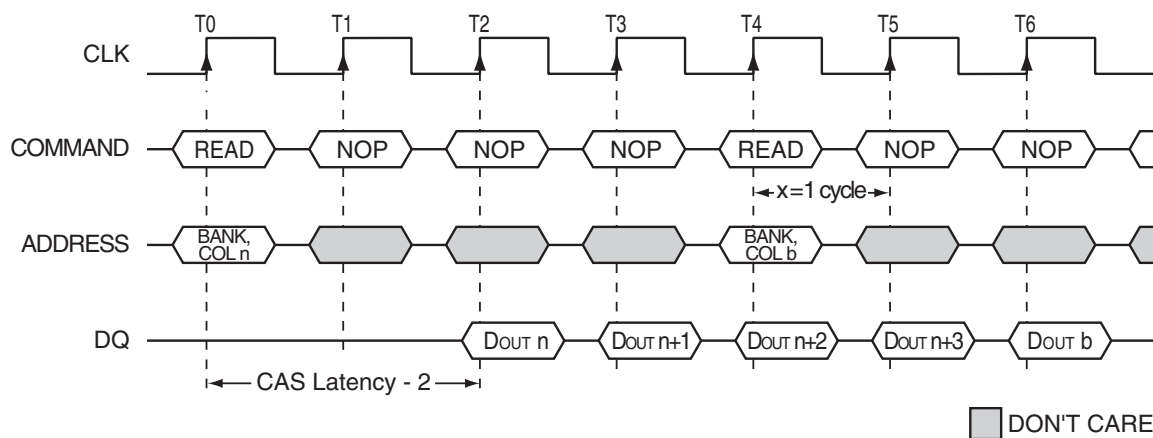 T0 T1 T2 T3 T4 T5 T6
CLK
COMMAND READ NOP NOP NOP READ NOP NOP
x=1 cycle
ADDRESS BANK, COL n BANK, COL b
DQ DOUT n DOUT n+1 DOUT n+2 DOUT n+3 DOUT b
CAS Latency - 2
DON'T CARE